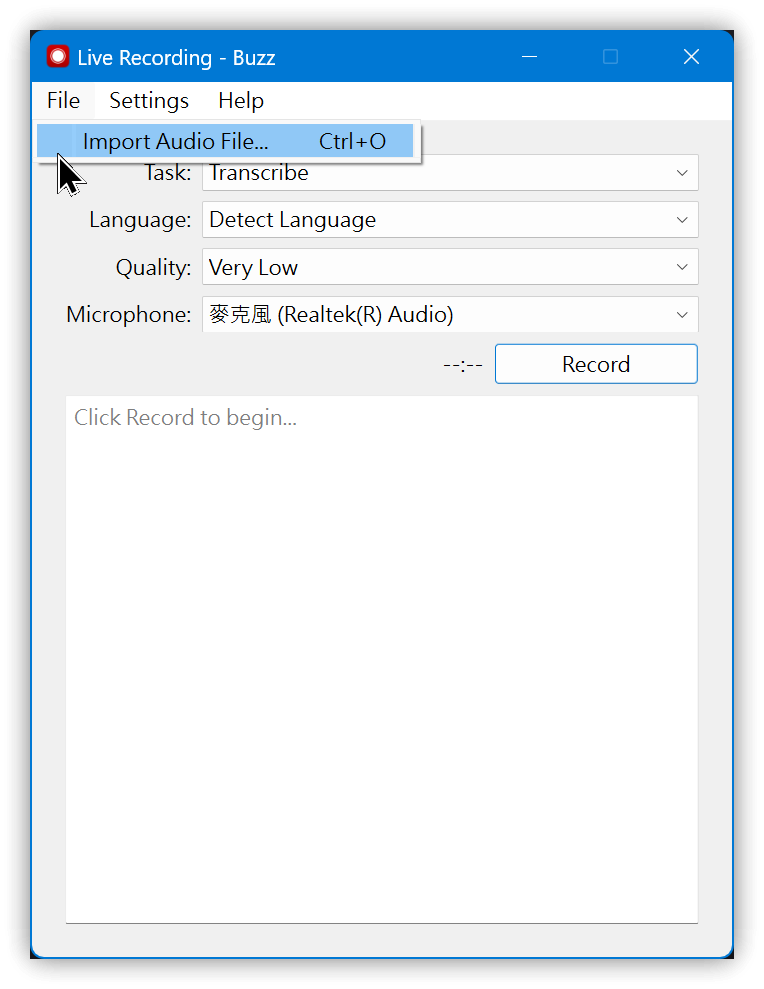 Live Recording - Buzz
File Settings Help
Import Audio File... Ctrl+O
Task: Transcribe
Language: Detect Language
Quality: Very Low
Microphone: 麥克風 (Realtek(R) Audio)
--:-- Record
Click Record to begin...